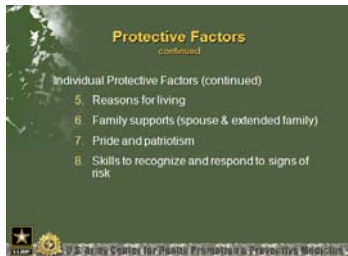 Protective Factors
continued
Individual Protective Factors (continued)
5. Reasons for living
6. Family supports (spouse & extended family)
7. Pride and patriotism
8. Skills to recognize and respond to signs of
risk
U.S. Army Center for Health Promotion & Preventive Medicine